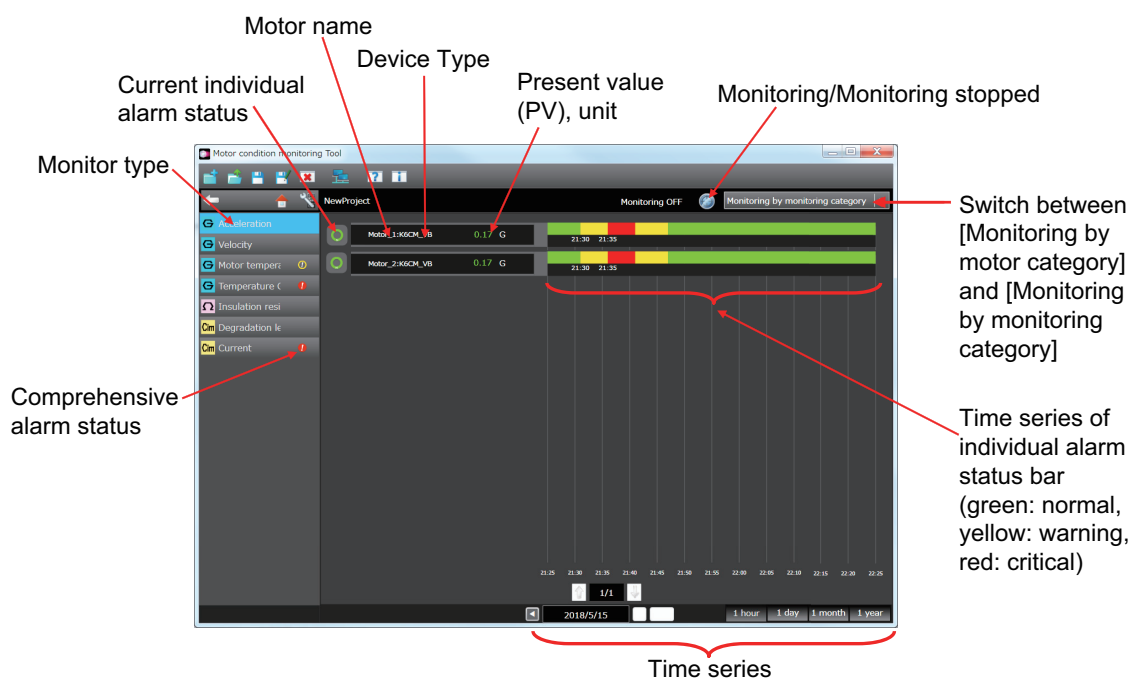 Motor name
Device Type
Current individual
alarm status
Present value
(PV), unit
Monitoring/Monitoring stopped
Monitor type
Motor condition monitoring Tool
NewProject
Monitoring OFF
Monitoring by monitoring category
Acceleration
Velocity
Motor tempera
Temperature C
Insulation resi
Degradation le
Current
G
G
G
G
Ω
Cim
Cim
Motor_1:K6CM_VB 0.17 G
21:30 21:35
Motor_2:K6CM_VB 0.17 G
21:30 21:35
Switch between
[Monitoring by
motor category]
and [Monitoring
by monitoring
category]
Comprehensive
alarm status
Time series of
individual alarm
status bar
(green: normal,
yellow: warning,
red: critical)
21:25 21:30 21:35 21:40 21:45 21:50 21:55 22:00 22:05 22:10 22:15 22:20 22:25
1/1
2018/5/15
1 hour 1 day 1 month 1 year
Time series